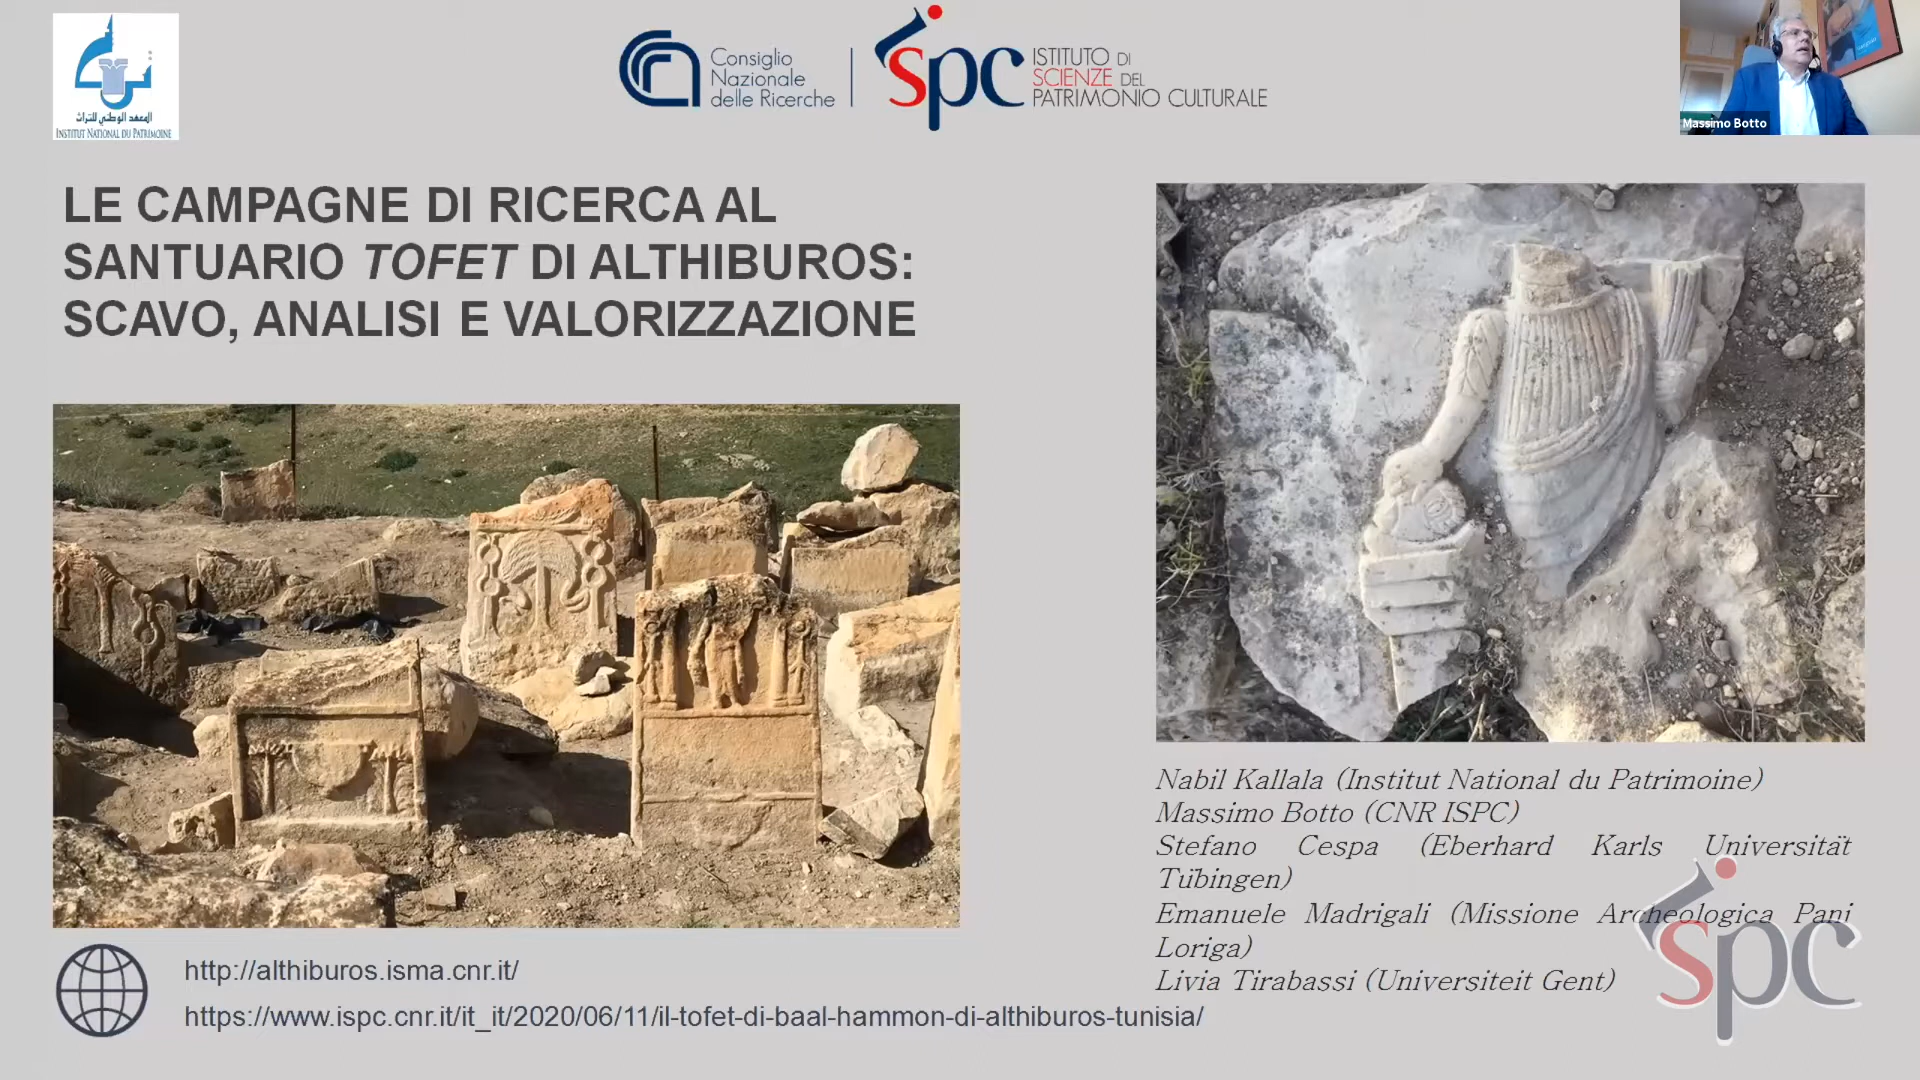 المعهد الوطني للتراث
INSTITUT NATIONAL DU PATRIMOINE
Consiglio
Nazionale
delle Ricerche
ispc
ISTITUTO DI
SCIENZE DEL
PATRIMONIO CULTURALE
Massimo Botto
LE CAMPAGNE DI RICERCA AL
SANTUARIO TOFET DI ALTHIBUROS:
SCAVO, ANALISI E VALORIZZAZIONE
Nabil Kallala (Institut National du Patrimoine)
Massimo Botto (CNR ISPC)
Stefano Cespa (Eberhard Karls Universität
Tübingen)
Emanuele Madrigali (Missione Archeologica Pani
Loriga)
Livia Tirabassi (Universiteit Gent)
ispc
http://althiburos.isma.cnr.it/
https://www.ispc.cnr.it/it_it/2020/06/11/il-tofet-di-baal-hammon-di-althiburos-tunisia/